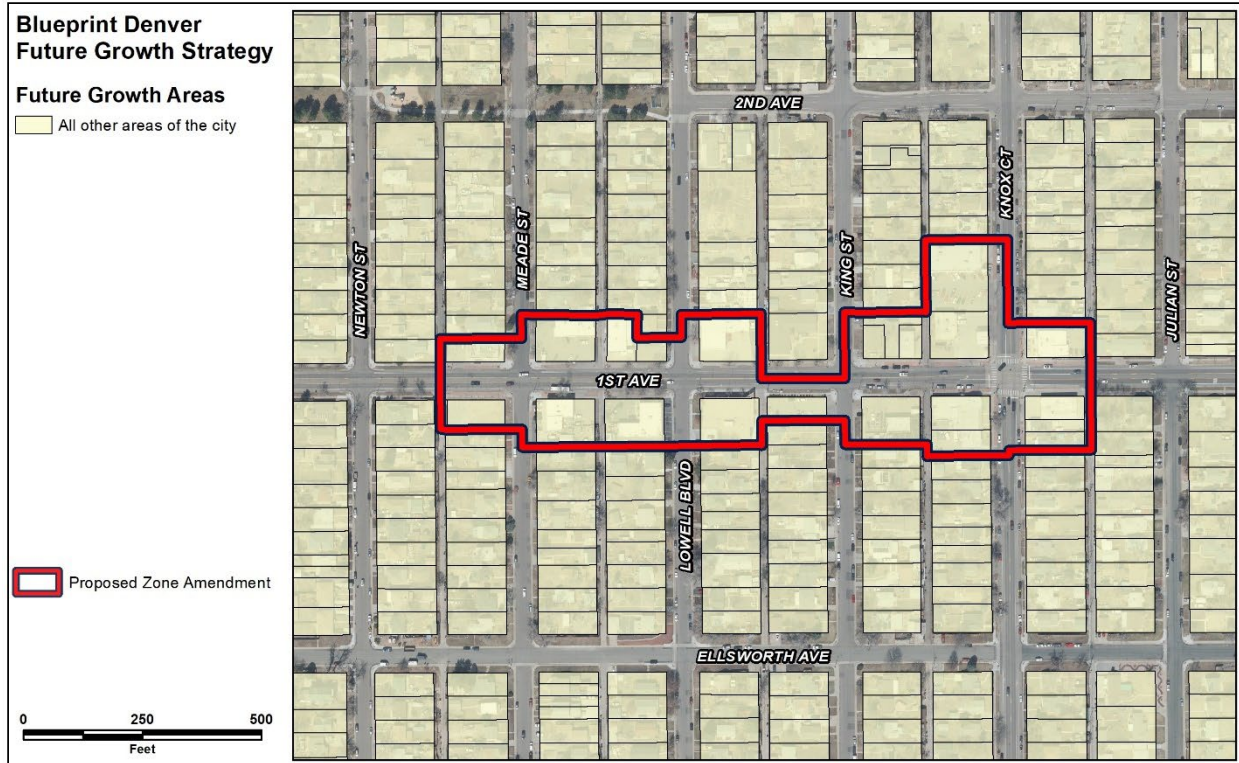 Blueprint Denver
Future Growth Strategy
Future Growth Areas
All other areas of the city
Proposed Zone Amendment
0 250 500
Feet
2ND AVE
KNOX CT
MEADE ST
KING ST
NEWTON ST
JULIAN ST
1ST AVE
LOWELL BLVD
ELLSWORTH AVE